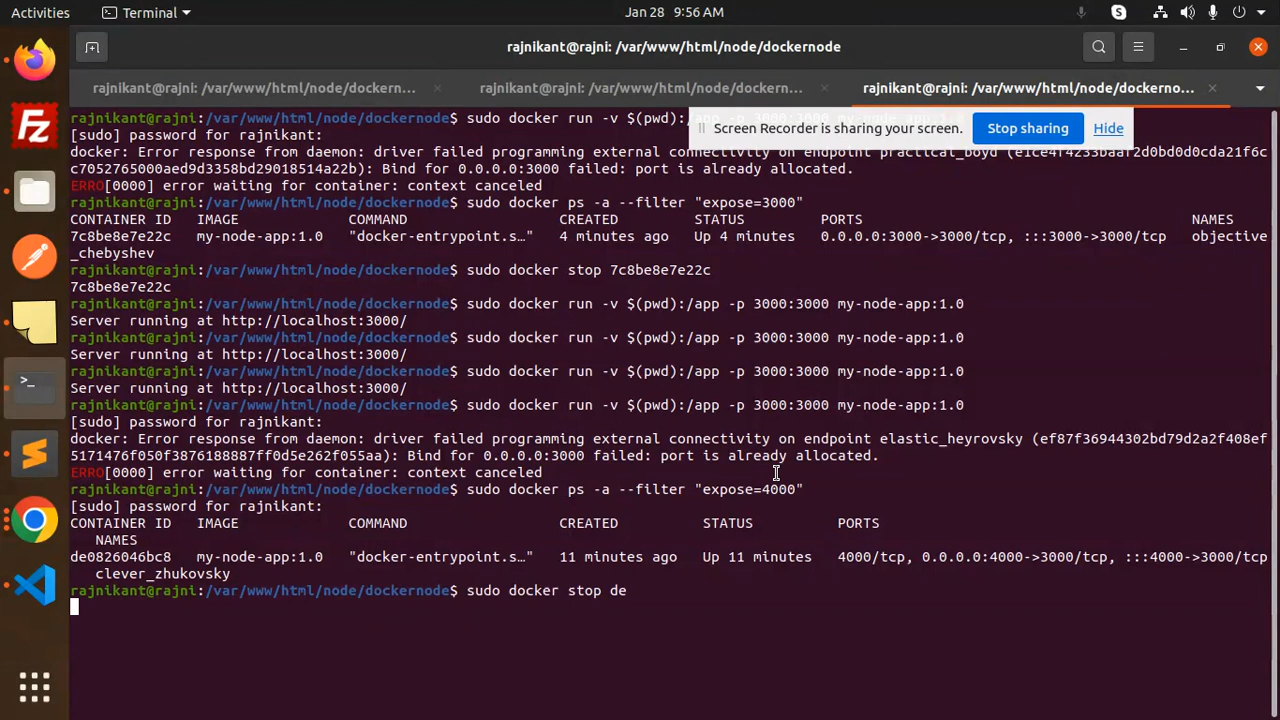 Activities
Terminal
Jan 28 9:56 AM
rajnikant@rajni: /var/www/html/node/dockernode
rajnikant@rajni: /var/www/html/node/dockern...
rajnikant@rajni: /var/www/html/node/dockern...
rajnikant@rajni: /var/www/html/node/dockerno...
Screen Recorder is sharing your screen.
Stop sharing
Hide
rajnikant@rajni:/var/www/html/node/dockernode$ sudo docker run -v $(pwd):/app -p 3000:3000 my-node-app:1.0
[sudo] password for rajnikant:
docker: Error response from daemon: driver failed programming external connectivity on endpoint practical_boyd (e1ce4f4233baaf2d0bd0d0cda21f6c
c7052765000aed9d3358bd29018514a22b): Bind for 0.0.0.0:3000 failed: port is already allocated.
ERRO[0000] error waiting for container: context canceled
rajnikant@rajni:/var/www/html/node/dockernode$ sudo docker ps -a --filter "expose=3000"
CONTAINER ID   IMAGE             COMMAND                  CREATED         STATUS         PORTS                                       NAMES
7c8be8e7e22c   my-node-app:1.0   "docker-entrypoint.s…"   4 minutes ago   Up 4 minutes   0.0.0.0:3000->3000/tcp, :::3000->3000/tcp   objective
_chebyshev
rajnikant@rajni:/var/www/html/node/dockernode$ sudo docker stop 7c8be8e7e22c
7c8be8e7e22c
rajnikant@rajni:/var/www/html/node/dockernode$ sudo docker run -v $(pwd):/app -p 3000:3000 my-node-app:1.0
Server running at http://localhost:3000/
rajnikant@rajni:/var/www/html/node/dockernode$ sudo docker run -v $(pwd):/app -p 3000:3000 my-node-app:1.0
Server running at http://localhost:3000/
rajnikant@rajni:/var/www/html/node/dockernode$ sudo docker run -v $(pwd):/app -p 3000:3000 my-node-app:1.0
Server running at http://localhost:3000/
rajnikant@rajni:/var/www/html/node/dockernode$ sudo docker run -v $(pwd):/app -p 3000:3000 my-node-app:1.0
[sudo] password for rajnikant:
docker: Error response from daemon: driver failed programming external connectivity on endpoint elastic_heyrovsky (ef87f36944302bd79d2a2f408ef
5171476f050f3876188887ff0d5e262f055aa): Bind for 0.0.0.0:3000 failed: port is already allocated.
ERRO[0000] error waiting for container: context canceled
rajnikant@rajni:/var/www/html/node/dockernode$ sudo docker ps -a --filter "expose=4000"
[sudo] password for rajnikant:
CONTAINER ID   IMAGE             COMMAND                  CREATED          STATUS          PORTS
NAMES
de0826046bc8   my-node-app:1.0   "docker-entrypoint.s…"   11 minutes ago   Up 11 minutes   4000/tcp, 0.0.0.0:4000->3000/tcp, :::4000->3000/tcp
clever_zhukovsky
rajnikant@rajni:/var/www/html/node/dockernode$ sudo docker stop de